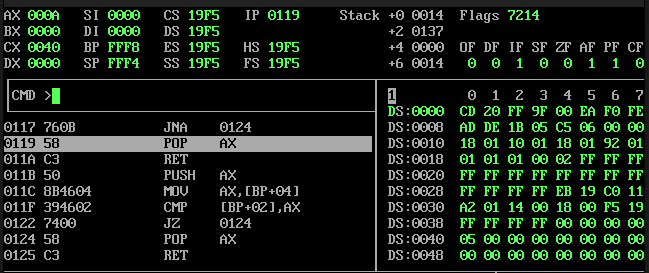 AX 000A SI 0000 CS 19F5 IP 0119 Stack +0 0014 Flags 7214
BX 0000 DI 0000 DS 19F5 +2 0137
CX 0040 BP FFF8 ES 19F5 HS 19F5 +4 0000 OF DF IF SF ZF AF PF CF
DX 0000 SP FFF4 SS 19F5 FS 19F5 +6 0014 0 0 1 0 0 1 1 0
CMD > 1 0 1 2 3 4 5 6 7
DS:0000 CD 20 FF 9F 00 EA F0 FE
0117 760B JNA 0124 DS:0008 AD DE 1B 05 C5 06 00 00
0119 58 POP AX DS:0010 18 01 10 01 18 01 92 01
011A C3 RET DS:0018 01 01 01 00 02 FF FF FF
011B 50 PUSH AX DS:0020 FF FF FF FF FF FF FF FF
011C 8B4604 MOV AX,[BP+04] DS:0028 FF FF FF FF EB 19 C0 11
011F 394602 CMP [BP+02],AX DS:0030 A2 01 14 00 18 00 F5 19
0122 7400 JZ 0124 DS:0038 FF FF FF FF 00 00 00 00
0124 58 POP AX DS:0040 05 00 00 00 00 00 00 00
0125 C3 RET DS:0048 00 00 00 00 00 00 00 00